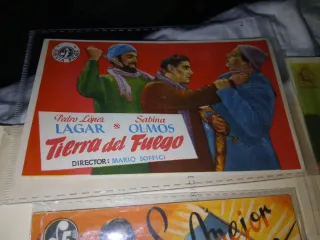 Pedro López Sabina
LAGAR * OLMOS
Tierra del Fuego
DIRECTOR: MARIO SOFFICI